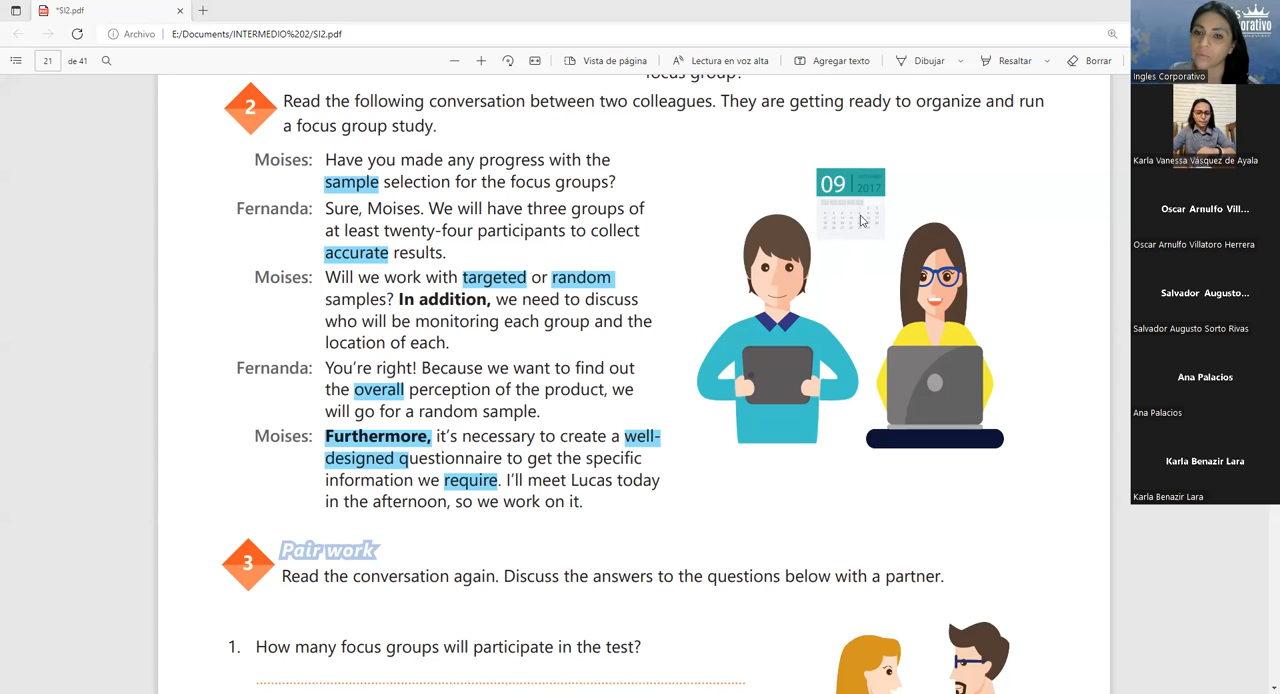 *SI2.pdf
Archivo
E:/Documents/INTERMEDIO%202/SI2.pdf
21
de 41
Vista de página
Lectura en voz alta
Agregar texto
Dibujar
Resaltar
Borrar
focus group?
2
Read the following conversation between two colleagues. They are getting ready to organize and run
a focus group study.
Moises: Have you made any progress with the
sample selection for the focus groups?
Fernanda: Sure, Moises. We will have three groups of
at least twenty-four participants to collect
accurate results.
Moises: Will we work with targeted or random
samples? In addition, we need to discuss
who will be monitoring each group and the
location of each.
Fernanda: You're right! Because we want to find out
the overall perception of the product, we
will go for a random sample.
Moises: Furthermore, it's necessary to create a well-
designed questionnaire to get the specific
information we require. I'll meet Lucas today
in the afternoon, so we work on it.
09
2017
3
Pair work
Read the conversation again. Discuss the answers to the questions below with a partner.
1. How many focus groups will participate in the test?
Ingles Corporativo
Karla Vanessa Vásquez de Ayala
Oscar Arnulfo Vill...
Oscar Arnulfo Villatoro Herrera
Salvador Augusto...
Salvador Augusto Sorto Rivas
Ana Palacios
Ana Palacios
Karla Benazir Lara
Karla Benazir Lara